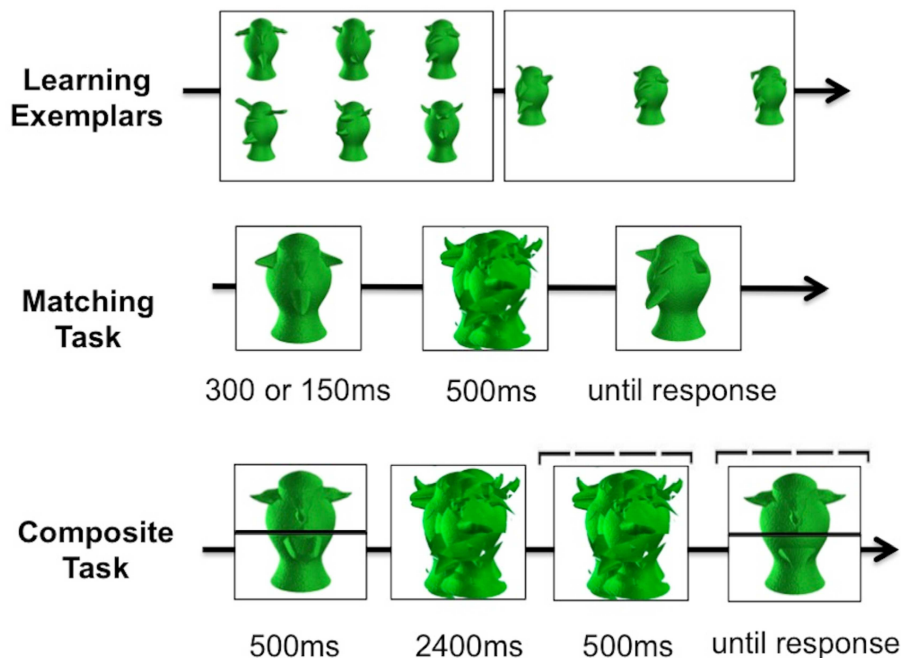 Learning
Exemplars
Matching
Task
300 or 150ms
500ms
until response
Composite
Task
500ms
2400ms
500ms
until response